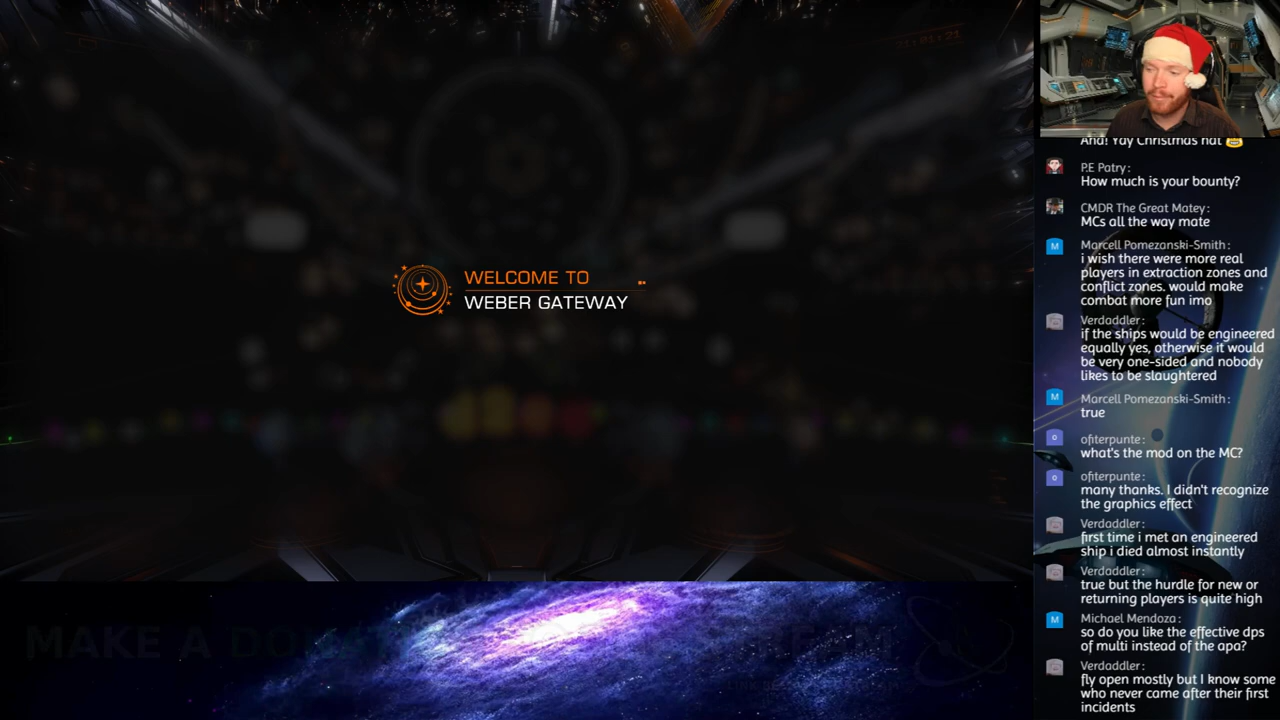 WELCOME TO
WEBER GATEWAY
MAKE A DONAT
And! Yay Christmas hat
P.E Patry:
How much is your bounty?
CMDR The Great Matey:
MCs all the way mate
Marcell Pomezanski-Smith:
i wish there were more real
players in extraction zones and
conflict zones. would make
combat more fun imo
Verdaddler:
if the ships would be engineered
equally yes, otherwise it would
be very one-sided and nobody
likes to be slaughtered
Marcell Pomezanski-Smith:
true
ofiterpunte:
what's the mod on the MC?
ofiterpunte:
many thanks. I didn't recognize
the graphics effect
Verdaddler:
first time i met an engineered
ship i died almost instantly
Verdaddler:
true but the hurdle for new or
returning players is quite high
Michael Mendoza:
so do you like the effective dps
of multi instead of the apa?
Verdaddler:
fly open mostly but I know some
who never came after their first
incidents